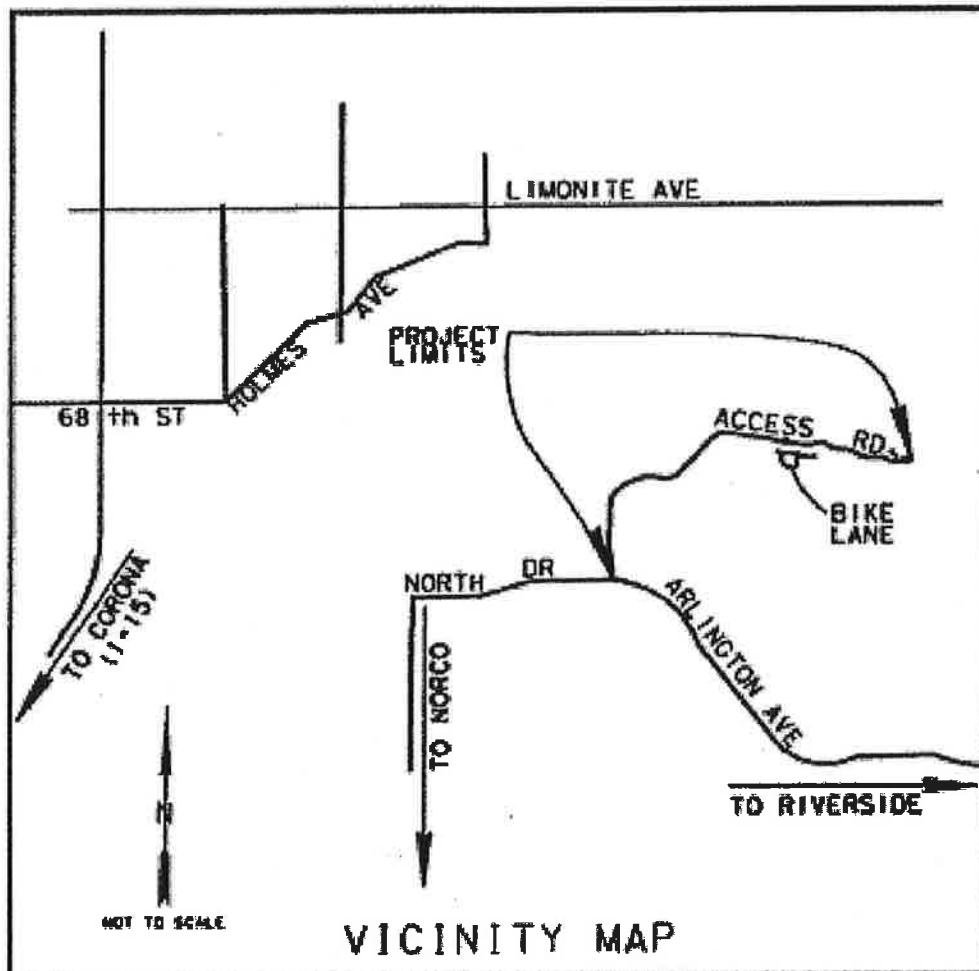 LIMONITE AVE
HOLMES AVE
PROJECT
LIMITS
68 th ST
ACCESS RD.
BIKE
LANE
NORTH DR
ARLINGTON AVE
TO CORONA
(I-15)
TO NORCO
TO RIVERSIDE
N
NOT TO SCALE
VICINITY MAP